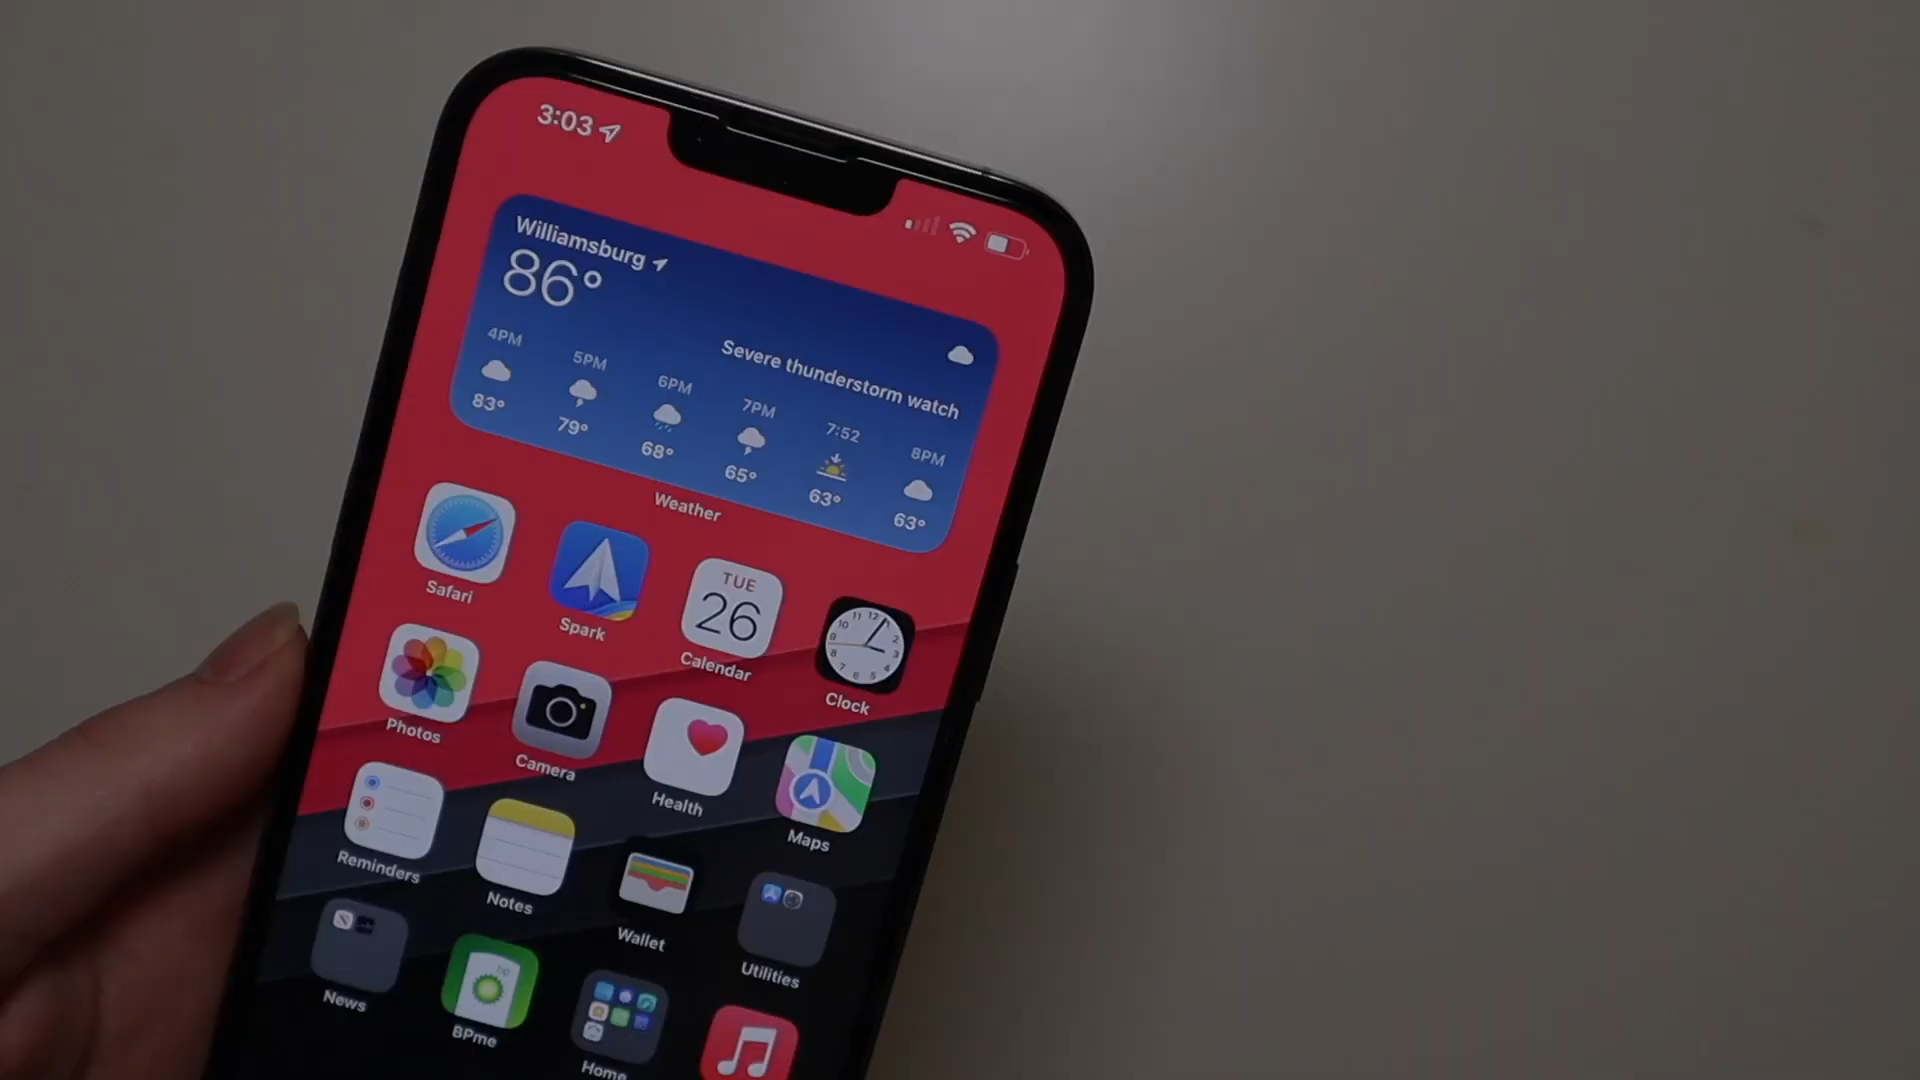 3:03
Williamsburg
86°
Severe thunderstorm watch
4PM 5PM 6PM 7PM 7:52 8PM
83° 79° 68° 65° 63° 63°
Weather
TUE
26
Safari Spark Calendar Clock
Photos Camera Health Maps
Reminders Notes Wallet Utilities
bp
News BPme Home